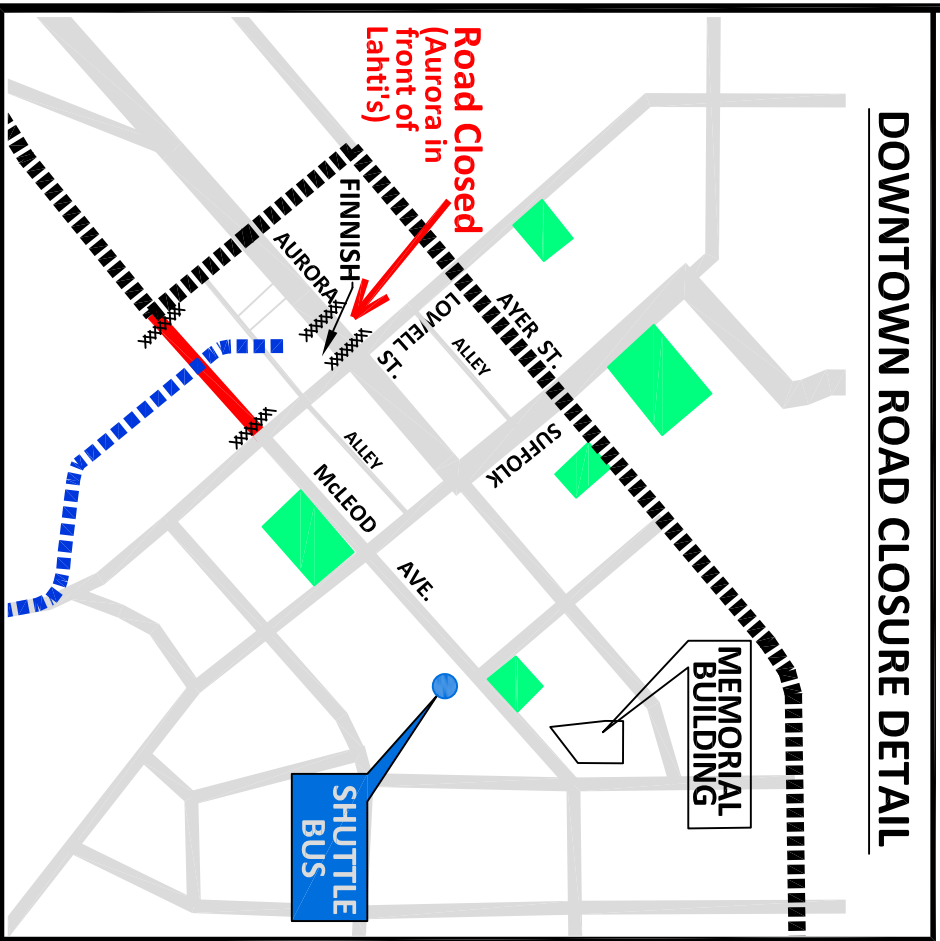 DOWNTOWN ROAD CLOSURE DETAIL
Road Closed
(Aurora in
front of
Lahti's)
FINNISH
AURORA
LOWELL ST.
AYER ST.
ALLEY
SUFFOLK
ALLEY
McLEOD AVE.
MEMORIAL
BUILDING
SHUTTLE
BUS